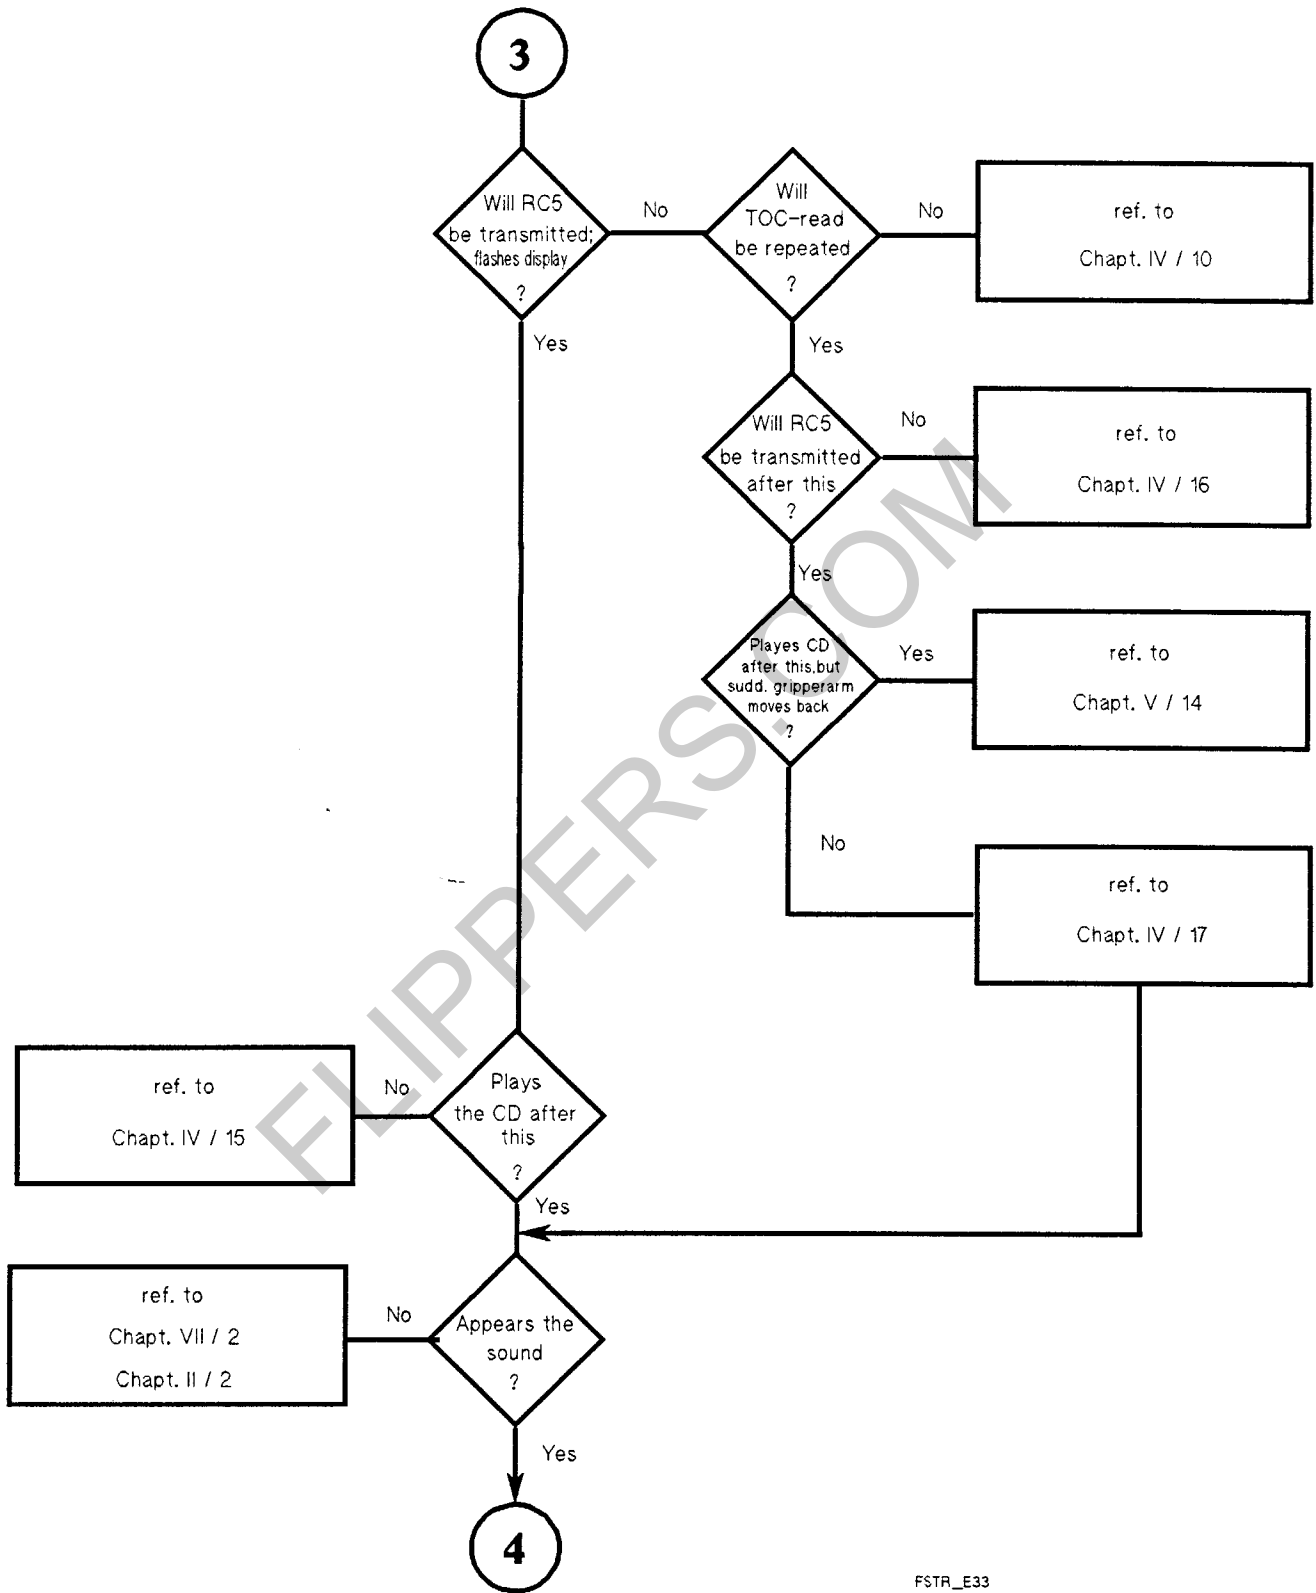 3
Will RC5
be transmitted;
flashes display
?
No
Yes
Will
TOC-read
be repeated
?
No
Yes
ref. to
Chapt. IV / 10
Will RC5
be transmitted
after this
?
No
Yes
ref. to
Chapt. IV / 16
Playes CD
after this,but
sudd. gripperarm
moves back
?
Yes
No
ref. to
Chapt. V / 14
ref. to
Chapt. IV / 17
Plays
the CD after
this
?
No
Yes
ref. to
Chapt. IV / 15
Appears the
sound
?
No
Yes
ref. to
Chapt. VII / 2
Chapt. II / 2
4
FSTR_E33
FLIPPERS.COM